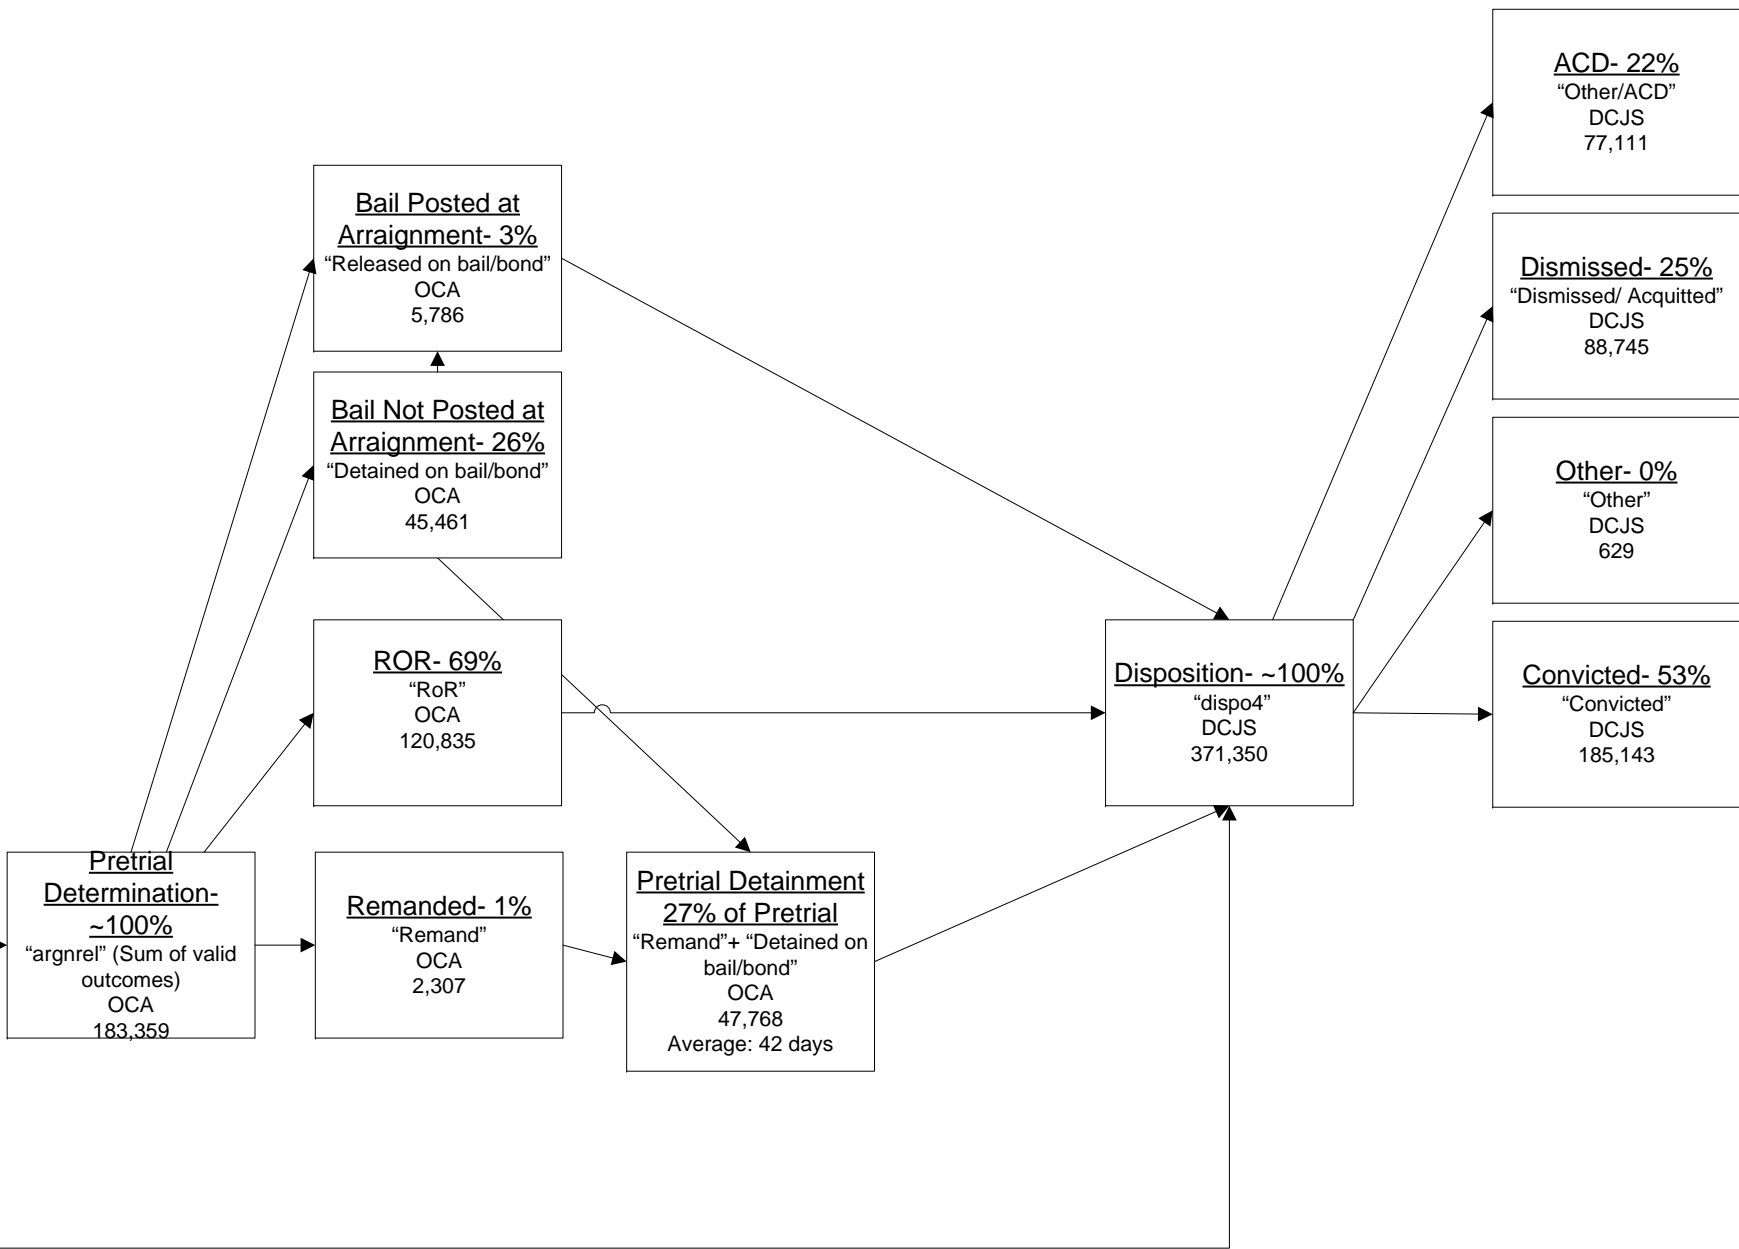 Pretrial
Determination-
~100%
“argnrel” (Sum of valid
outcomes)
OCA
183,359
Bail Posted at
Arraignment- 3%
“Released on bail/bond”
OCA
5,786
Bail Not Posted at
Arraignment- 26%
“Detained on bail/bond”
OCA
45,461
ROR- 69%
“RoR”
OCA
120,835
Remanded- 1%
“Remand”
OCA
2,307
Pretrial Detainment
27% of Pretrial
“Remand”+ “Detained on
bail/bond”
OCA
47,768
Average: 42 days
Disposition- ~100%
“dispo4”
DCJS
371,350
ACD- 22%
“Other/ACD”
DCJS
77,111
Dismissed- 25%
“Dismissed/ Acquitted”
DCJS
88,745
Other- 0%
“Other”
DCJS
629
Convicted- 53%
“Convicted”
DCJS
185,143